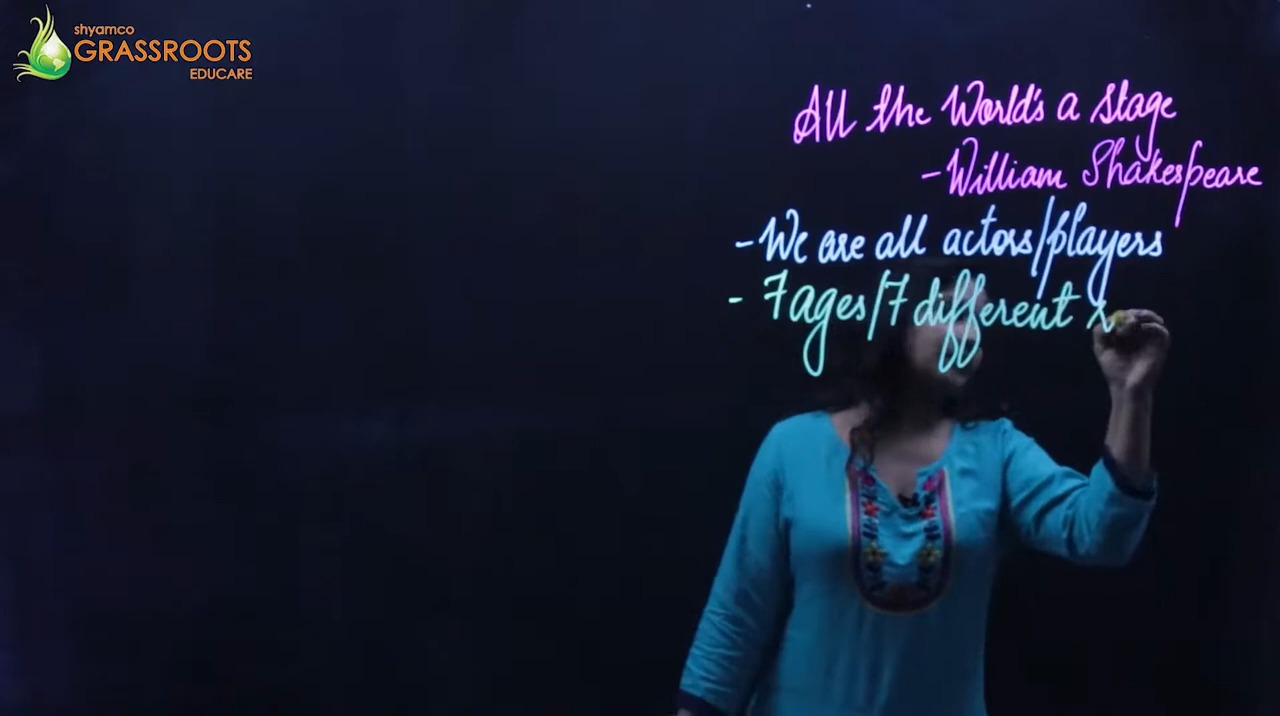 shyamco
GRASSROOTS
EDUCARE
All the World's a Stage
- William Shakespeare
- We are all actors/players
- 7 ages/7 different